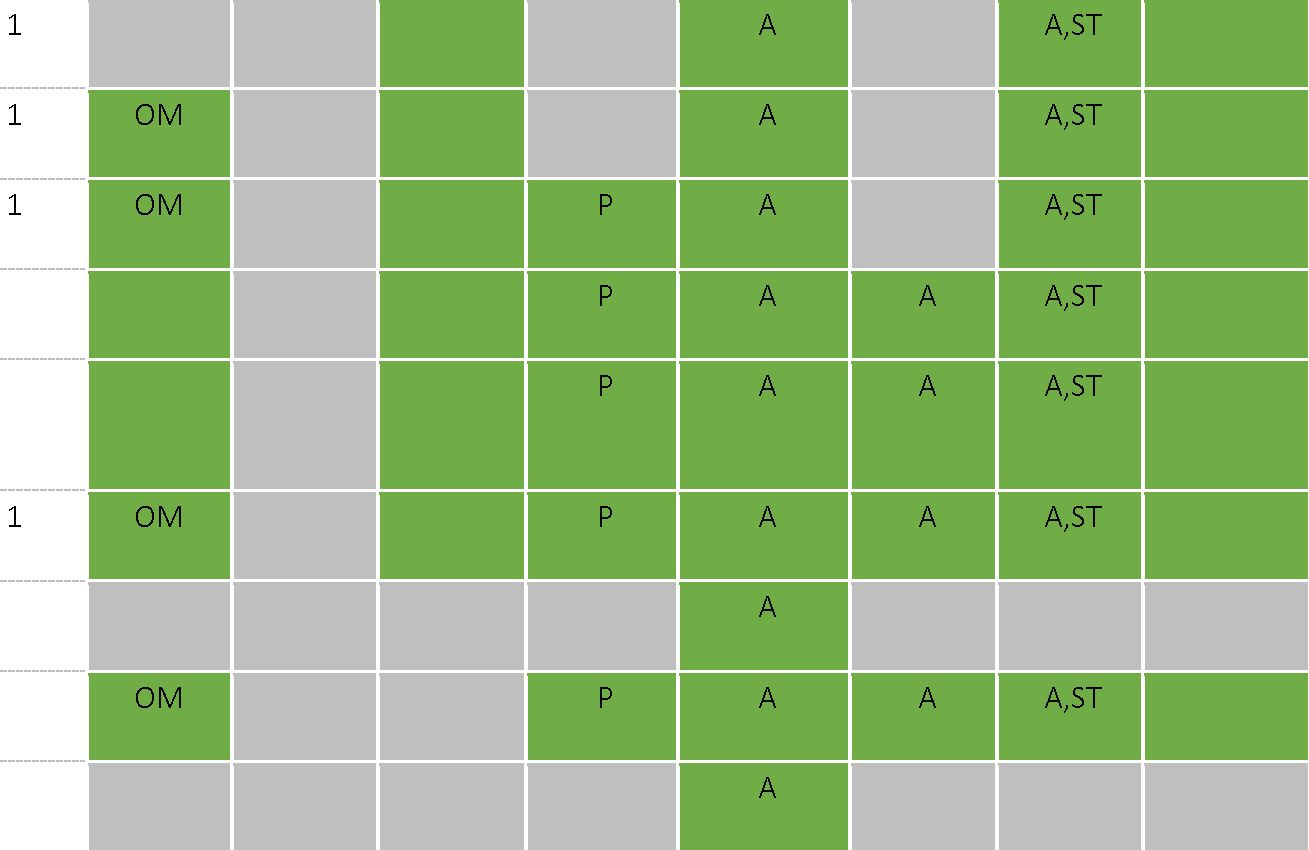 1 A A,ST
1 OM A A,ST
1 OM P A A,ST
P A A A,ST
P A A A,ST
1 OM P A A A,ST
A
OM P A A A,ST
A